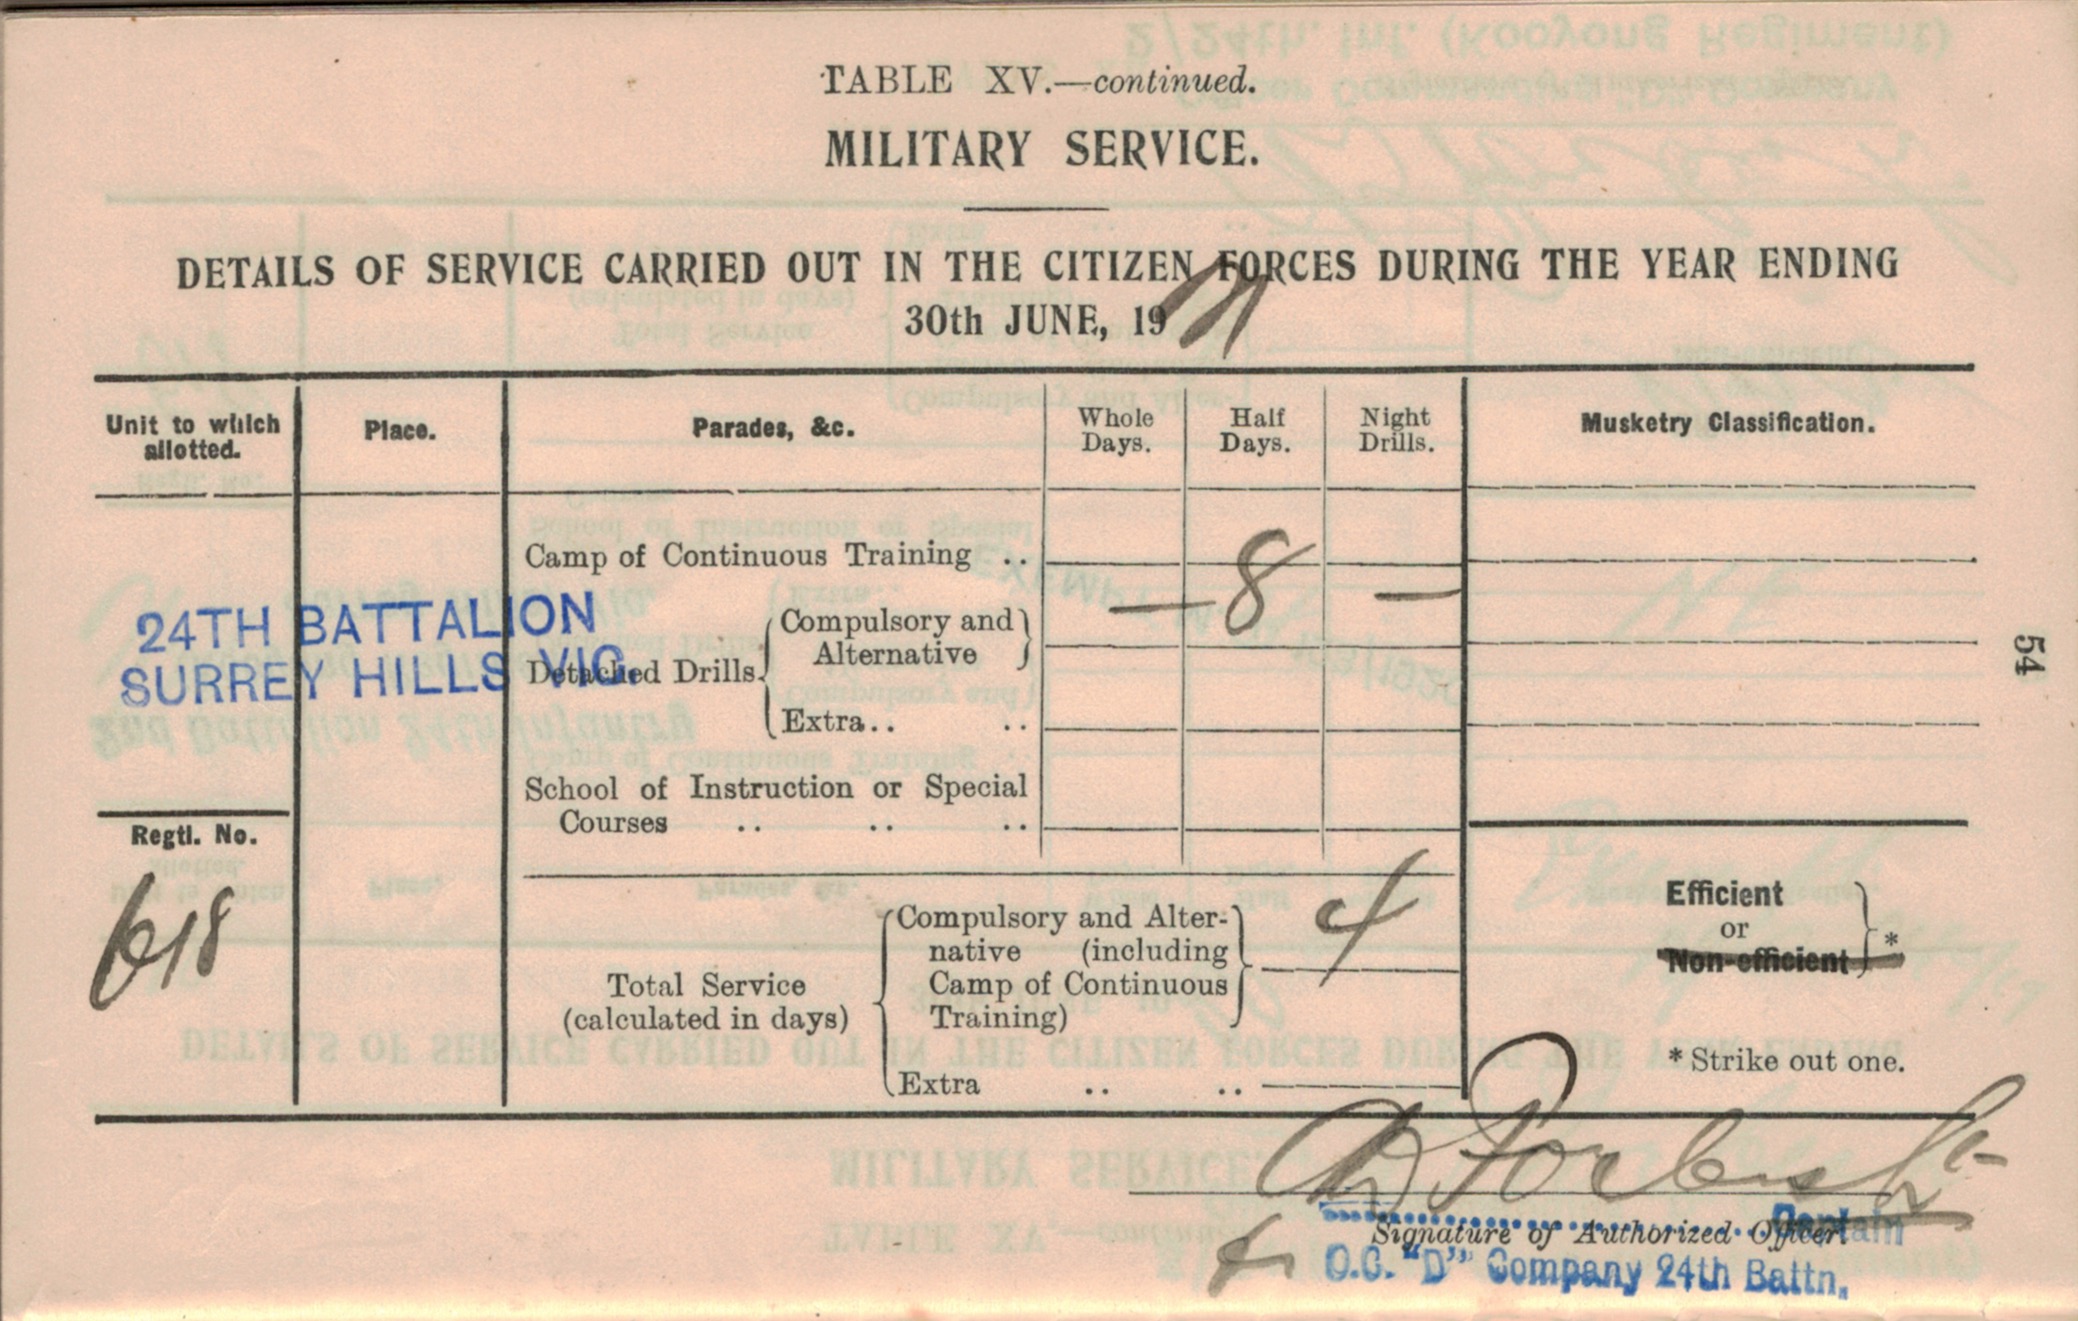 TABLE XV.—continued.
MILITARY SERVICE.
DETAILS OF SERVICE CARRIED OUT IN THE CITIZEN FORCES DURING THE YEAR ENDING
30th JUNE, 19
Unit to which allotted.
Place.
Parades, &c.
Whole Days.
Half Days.
Night Drills.
Musketry Classification.
Camp of Continuous Training ..
— 8 —
24TH BATTALION
SURREY HILLS VIC.
Detached Drills
Compulsory and
Alternative
Extra.. ..
School of Instruction or Special
Courses .. .. ..
Regtl. No.
618
Total Service
(calculated in days)
Compulsory and Alter-
native (including
Camp of Continuous
Training)
4
Extra .. ..
Efficient
or
Non-efficient
*
* Strike out one.
54
Signature of Authorized Officer.
Captain
O.C. "D" Company 24th Battn.